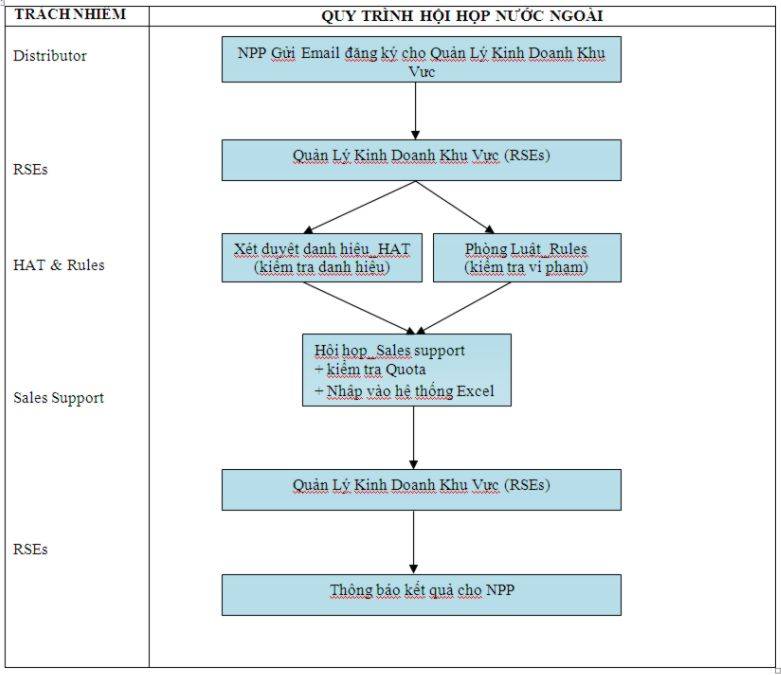 TRÁCH NHIỆM
QUY TRÌNH HỘI HỌP NƯỚC NGOÀI
Distributor
NPP Gửi Email đăng ký cho Quản Lý Kinh Doanh Khu
Vực
RSEs
Quản Lý Kinh Doanh Khu Vực (RSEs)
HAT & Rules
Xét duyệt danh hiệu_HAT
(kiểm tra danh hiệu)
Phòng Luật_Rules
(kiểm tra vi phạm)
Sales Support
Hội họp_Sales support
+ kiểm tra Quota
+ Nhập vào hệ thống Excel
Quản Lý Kinh Doanh Khu Vực (RSEs)
RSEs
Thông báo kết quả cho NPP